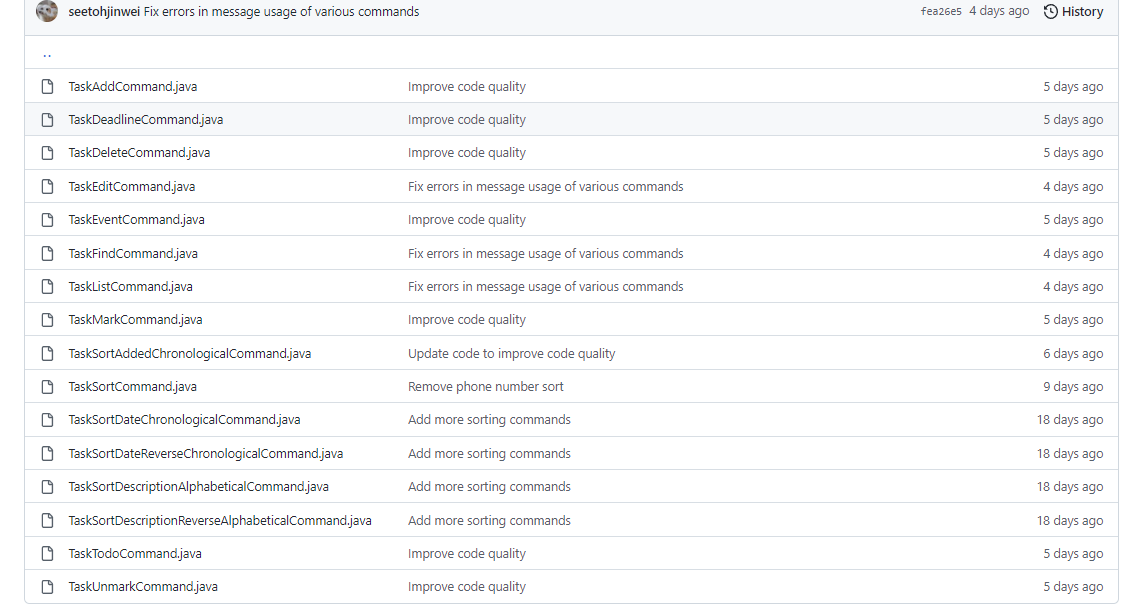 seetohjinwei Fix errors in message usage of various commands fea26e5 4 days ago History
..
TaskAddCommand.java Improve code quality 5 days ago
TaskDeadlineCommand.java Improve code quality 5 days ago
TaskDeleteCommand.java Improve code quality 5 days ago
TaskEditCommand.java Fix errors in message usage of various commands 4 days ago
TaskEventCommand.java Improve code quality 5 days ago
TaskFindCommand.java Fix errors in message usage of various commands 4 days ago
TaskListCommand.java Fix errors in message usage of various commands 4 days ago
TaskMarkCommand.java Improve code quality 5 days ago
TaskSortAddedChronologicalCommand.java Update code to improve code quality 6 days ago
TaskSortCommand.java Remove phone number sort 9 days ago
TaskSortDateChronologicalCommand.java Add more sorting commands 18 days ago
TaskSortDateReverseChronologicalCommand.java Add more sorting commands 18 days ago
TaskSortDescriptionAlphabeticalCommand.java Add more sorting commands 18 days ago
TaskSortDescriptionReverseAlphabeticalCommand.java Add more sorting commands 18 days ago
TaskTodoCommand.java Improve code quality 5 days ago
TaskUnmarkCommand.java Improve code quality 5 days ago